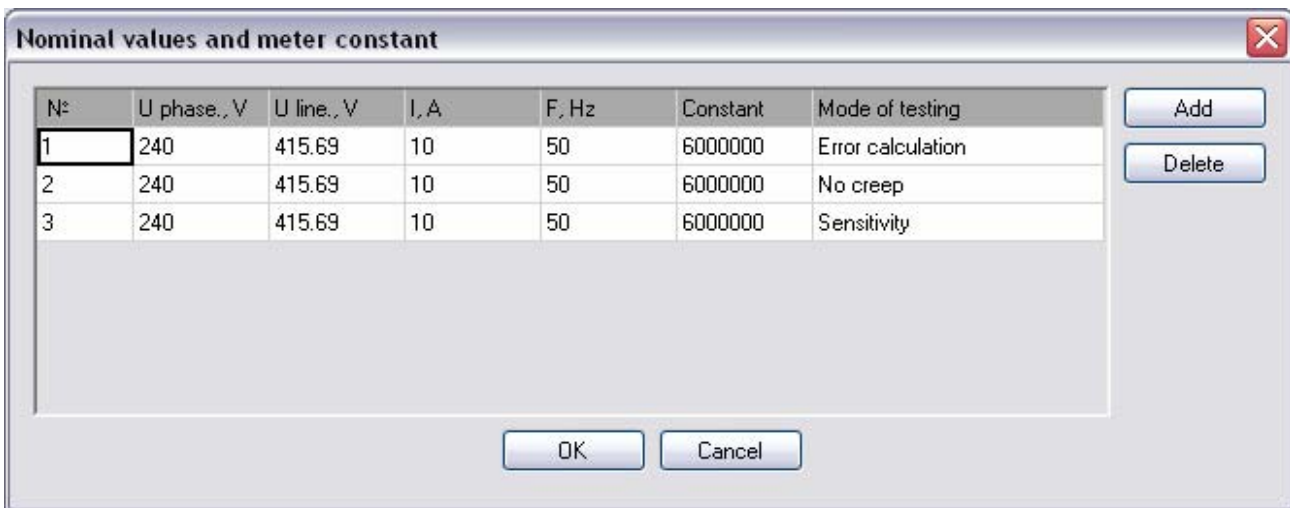 Nominal values and meter constant
№ U phase., V U line., V I, A F, Hz Constant Mode of testing
1 240 415.69 10 50 6000000 Error calculation
2 240 415.69 10 50 6000000 No creep
3 240 415.69 10 50 6000000 Sensitivity
Add
Delete
OK Cancel